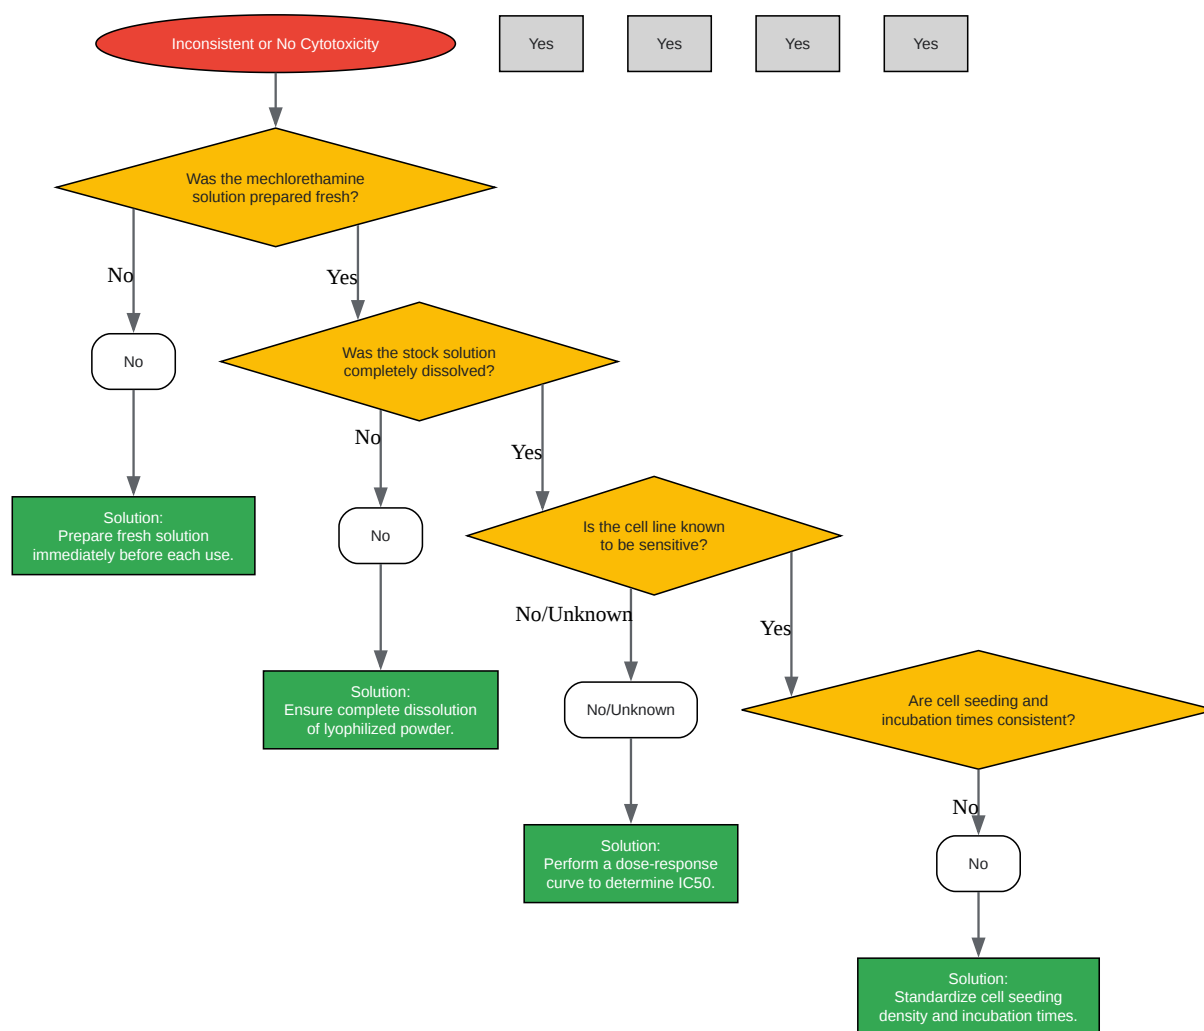 Inconsistent or No Cytotoxicity
Yes
Yes
Yes
Yes
Was the mechlorethamine
solution prepared fresh?
No
Yes
No
Was the stock solution
completely dissolved?
No
Yes
Solution:
Prepare fresh solution
immediately before each use.
No
Is the cell line known
to be sensitive?
No/Unknown
Yes
Solution:
Ensure complete dissolution
of lyophilized powder.
No/Unknown
Are cell seeding and
incubation times consistent?
No
Solution:
Perform a dose-response
curve to determine IC50.
No
Solution:
Standardize cell seeding
density and incubation times.